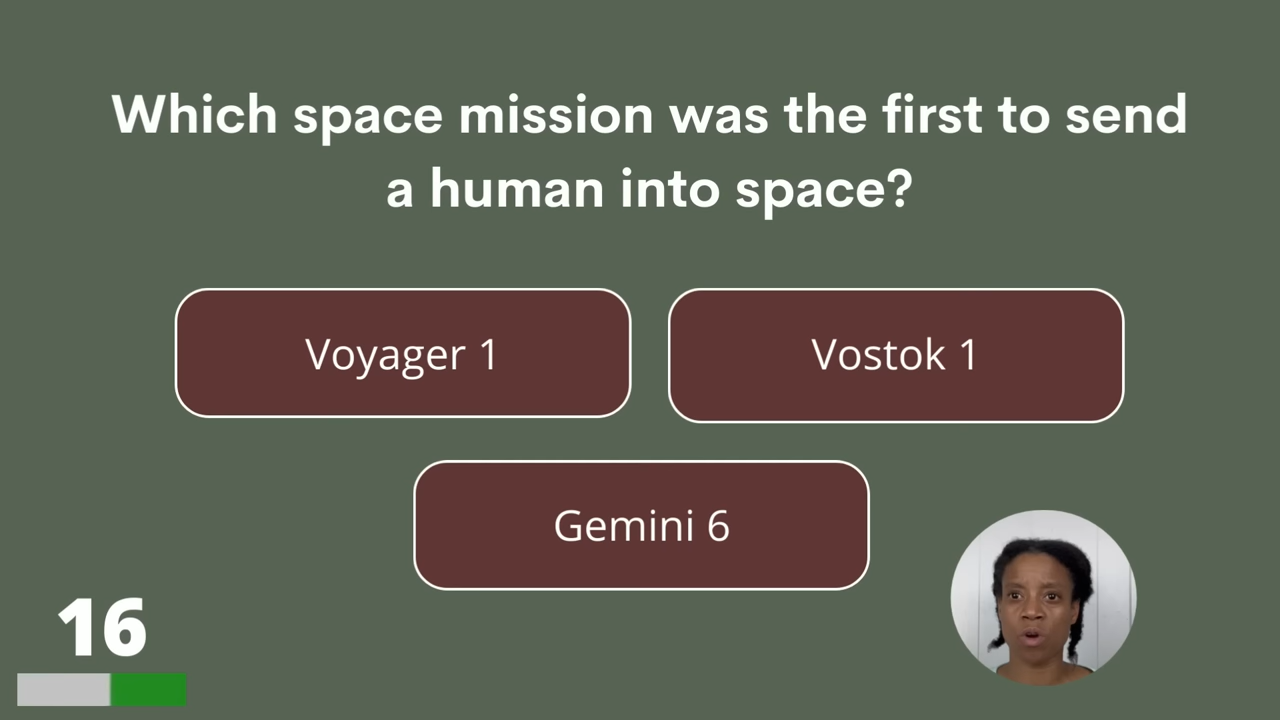 Which space mission was the first to send
a human into space?
Voyager 1
Vostok 1
Gemini 6
16